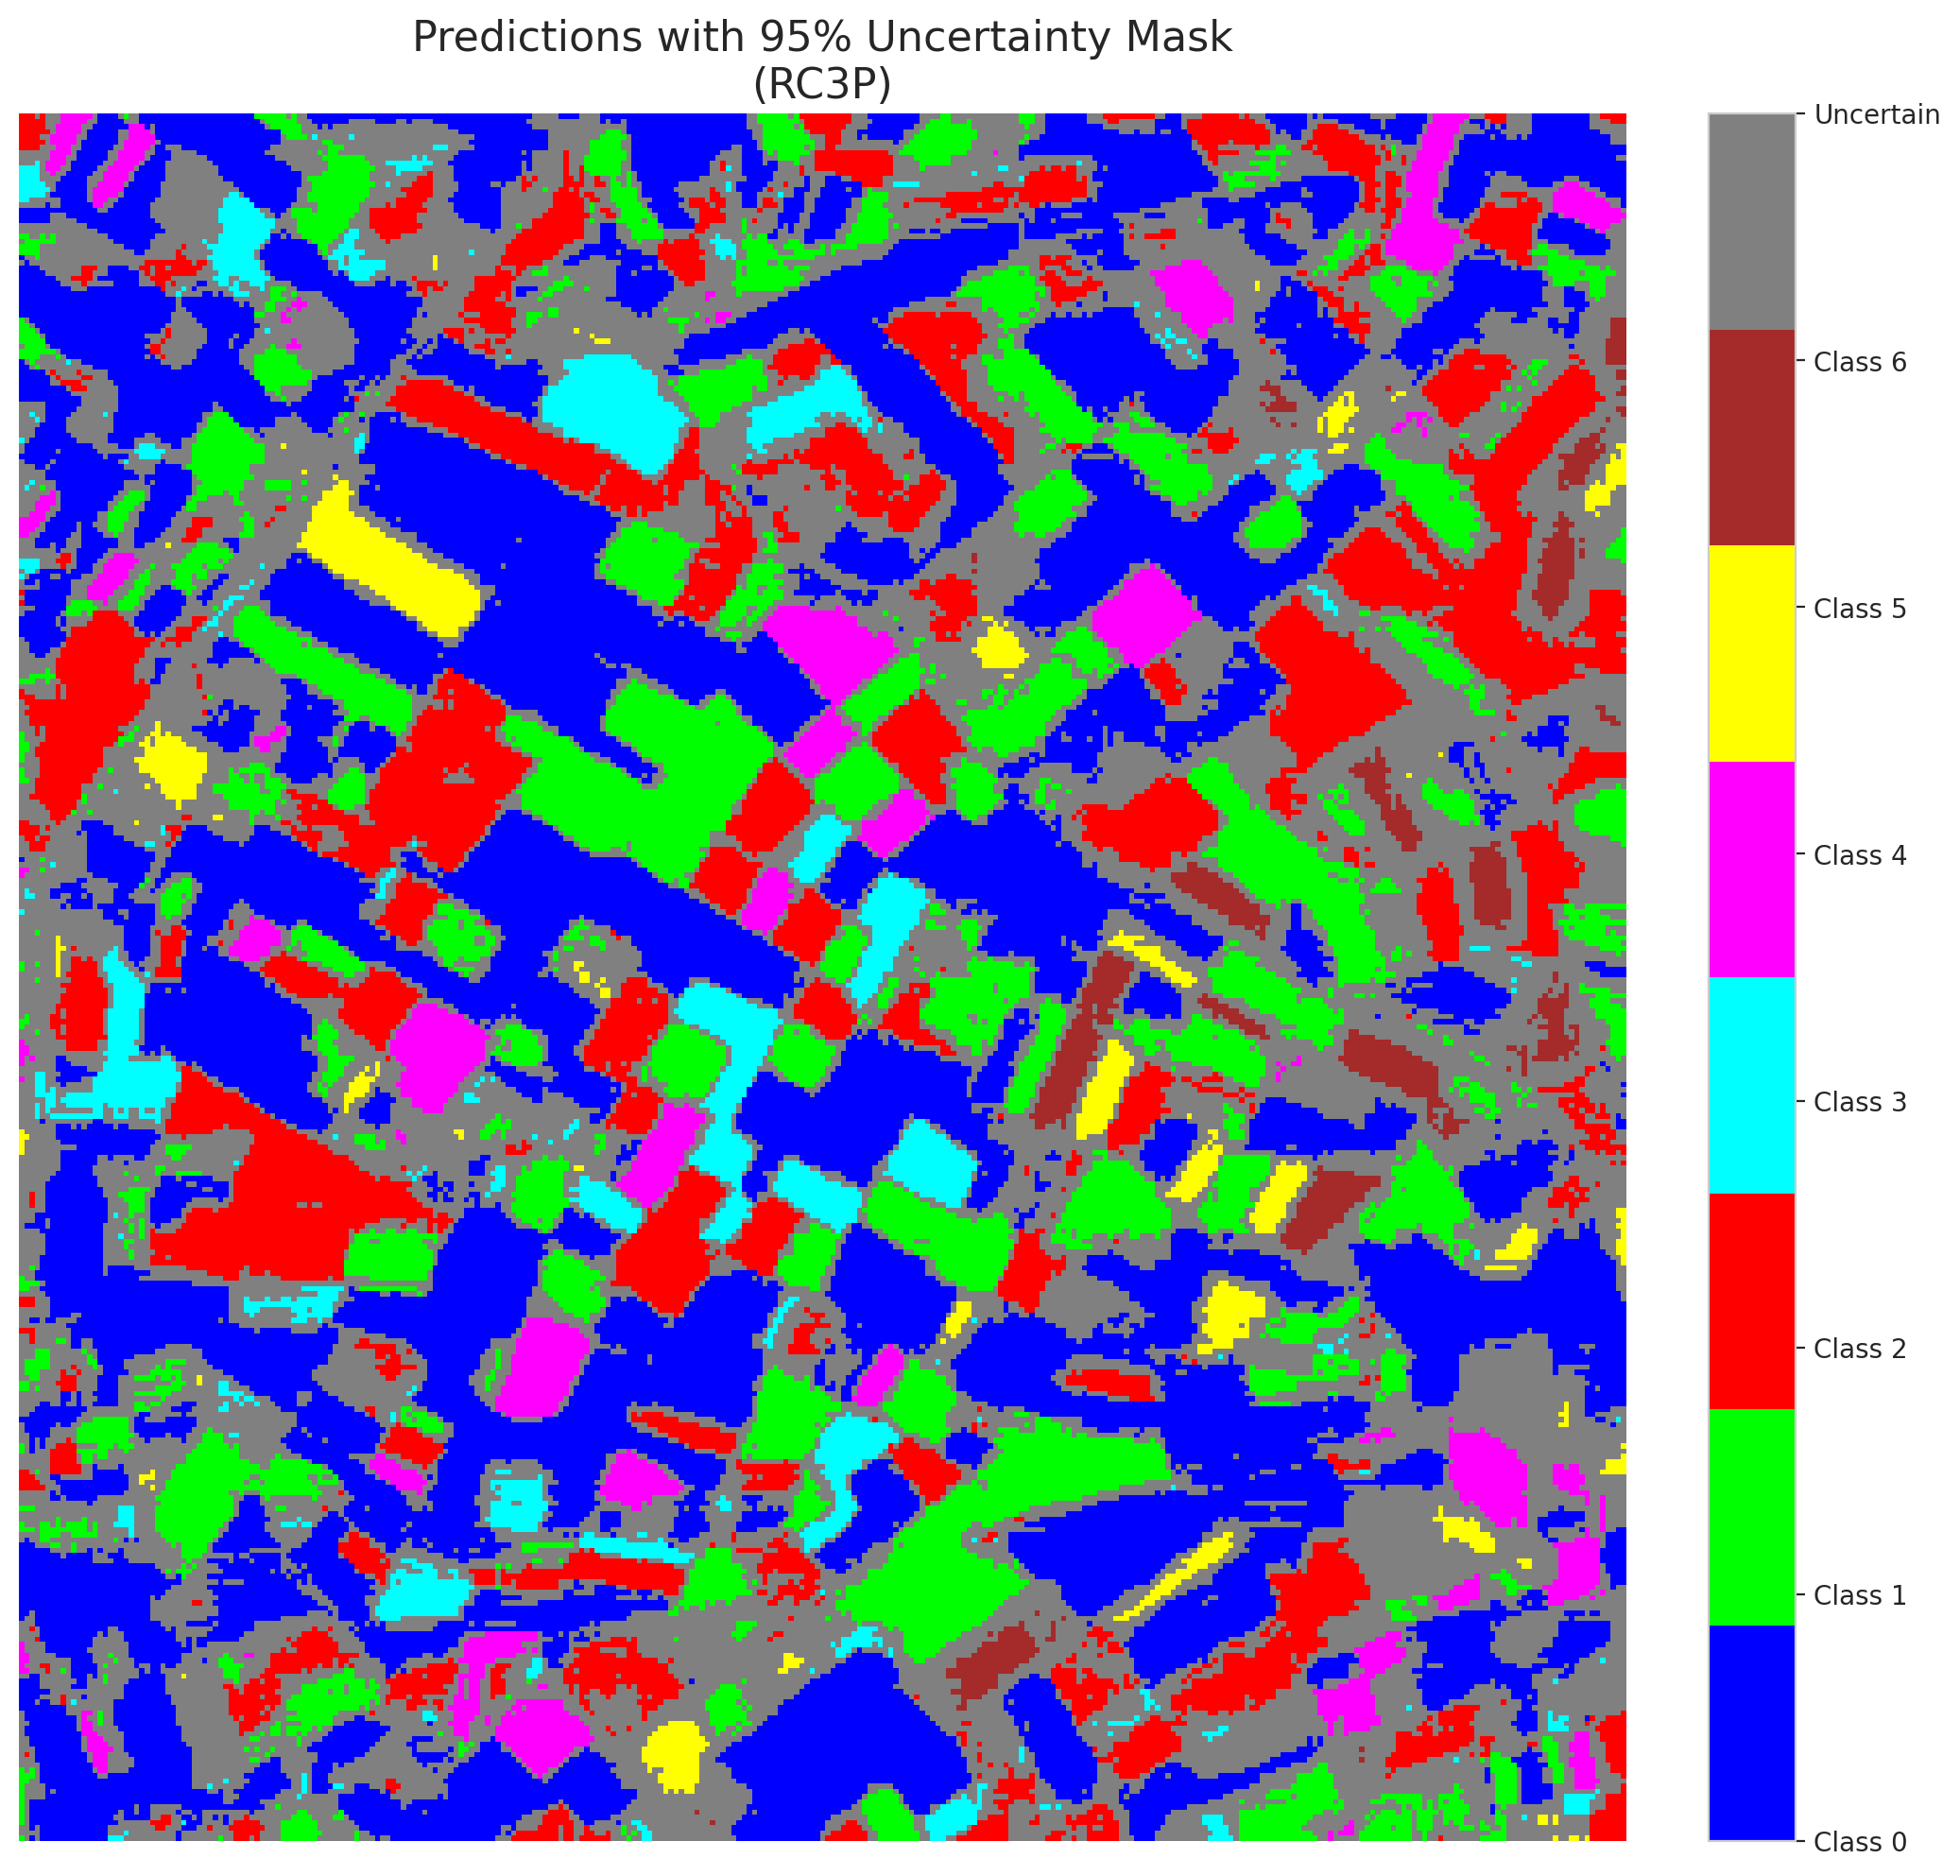 Predictions with 95% Uncertainty Mask
(RC3P)
Uncertain
Class 6
Class 5
Class 4
Class 3
Class 2
Class 1
Class 0